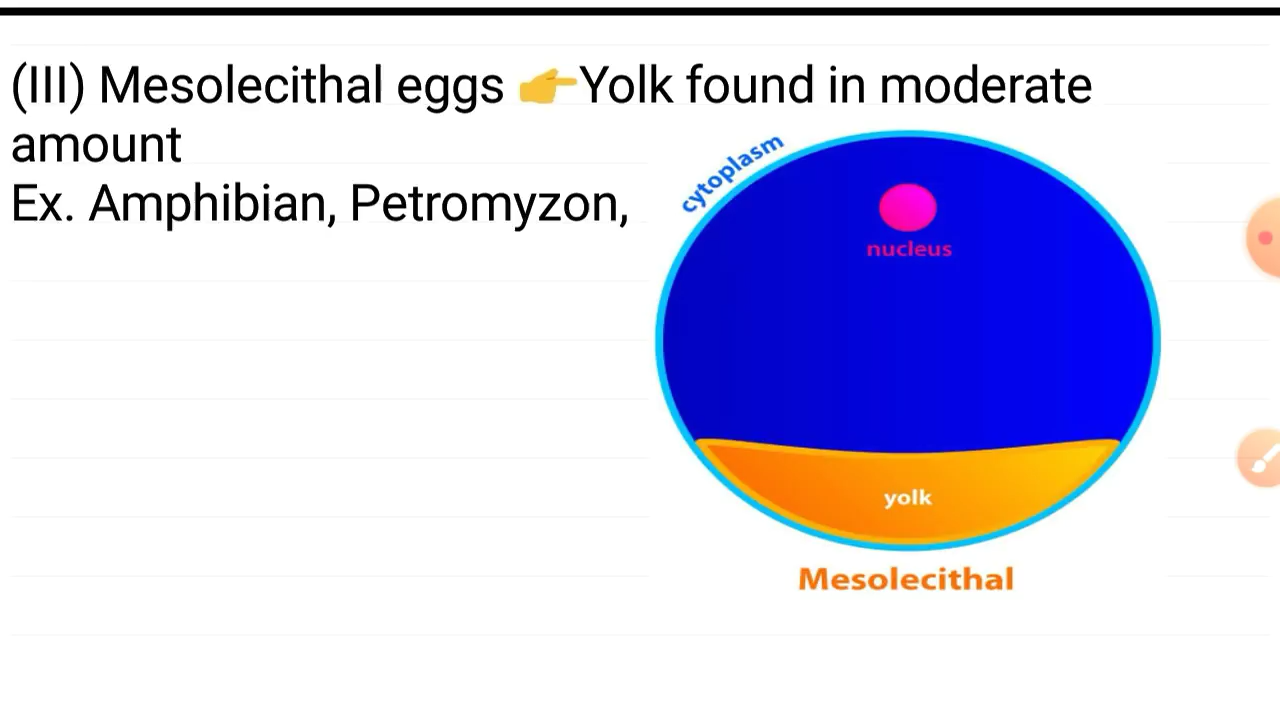 (III) Mesolecithal eggs 👉Yolk found in moderate
amount
Ex. Amphibian, Petromyzon,
cytoplasm
nucleus
yolk
Mesolecithal